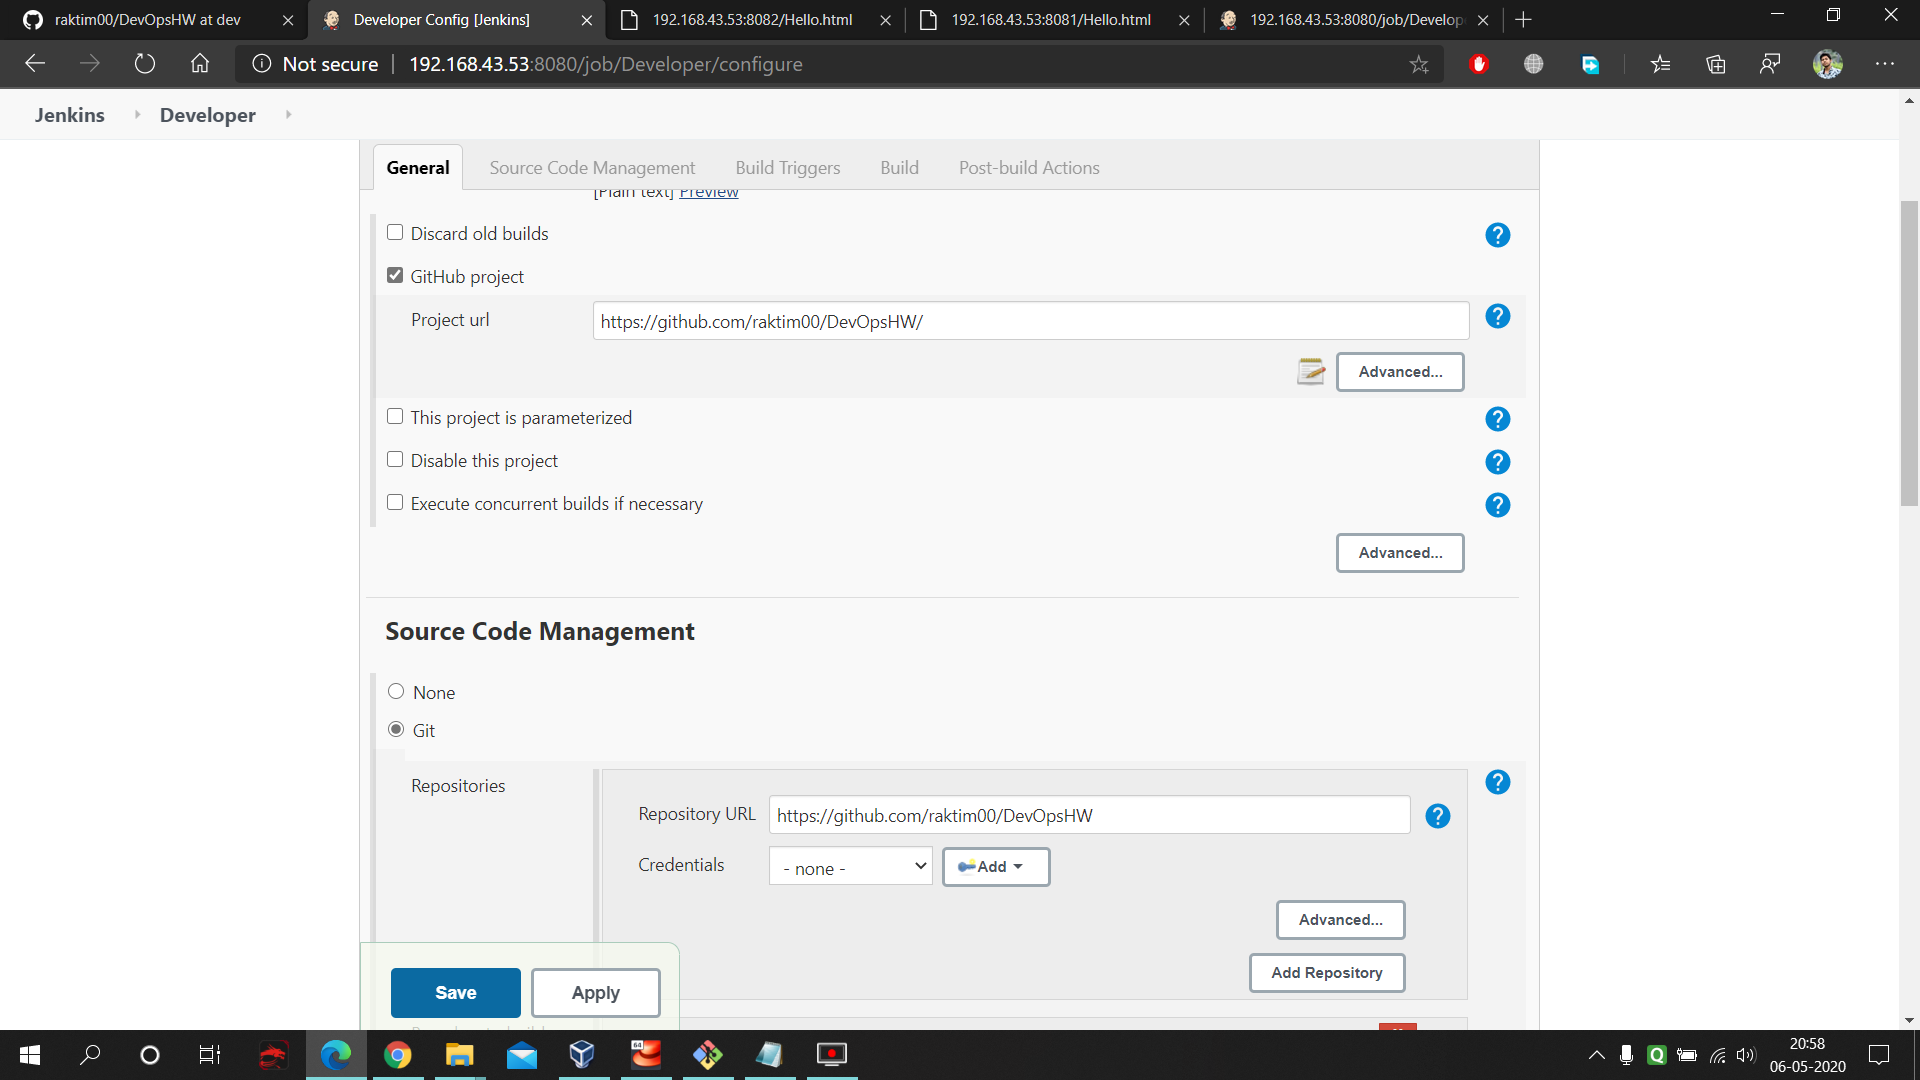 raktim00/DevOpsHW at dev
Developer Config [Jenkins]
192.168.43.53:8082/Hello.html
192.168.43.53:8081/Hello.html
192.168.43.53:8080/job/Develop
Not secure
192.168.43.53:8080/job/Developer/configure
Jenkins
Developer
General
Source Code Management
Build Triggers
Build
Post-build Actions
[Plain text] Preview
Discard old builds
GitHub project
Project url
https://github.com/raktim00/DevOpsHW/
Advanced...
This project is parameterized
Disable this project
Execute concurrent builds if necessary
Advanced...
Source Code Management
None
Git
Repositories
Repository URL
https://github.com/raktim00/DevOpsHW
Credentials
- none -
Add
Advanced...
Add Repository
Save
Apply
64
Q
20:58
06-05-2020